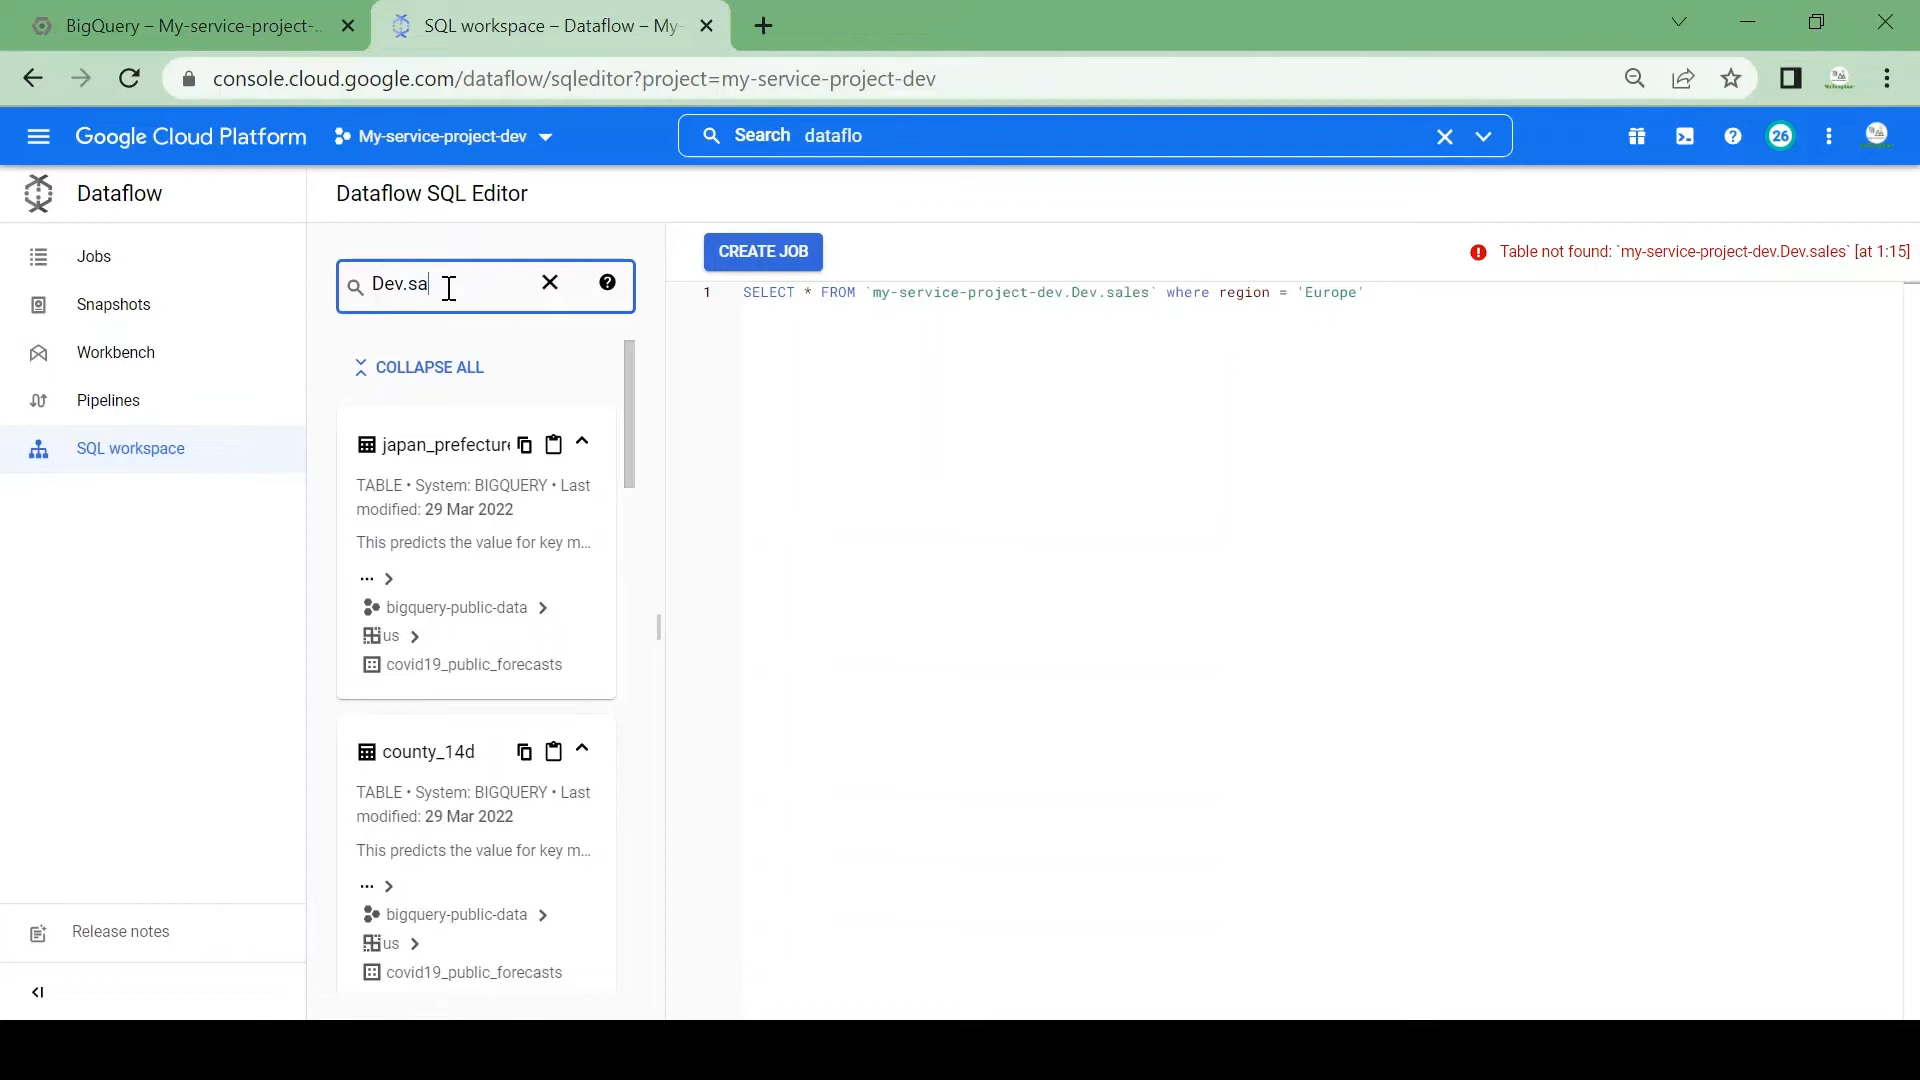 BigQuery – My-service-project-...
SQL workspace – Dataflow – My-
console.cloud.google.com/dataflow/sqleditor?project=my-service-project-dev
Google Cloud Platform
My-service-project-dev
Search dataflo
26
Dataflow
Dataflow SQL Editor
Jobs
Snapshots
Workbench
Pipelines
SQL workspace
Release notes
Dev.sa
COLLAPSE ALL
japan_prefecture
TABLE • System: BIGQUERY • Last
modified: 29 Mar 2022
This predicts the value for key m...
...
bigquery-public-data
us
covid19_public_forecasts
county_14d
TABLE • System: BIGQUERY • Last
modified: 29 Mar 2022
This predicts the value for key m...
...
bigquery-public-data
us
covid19_public_forecasts
CREATE JOB
Table not found: `my-service-project-dev.Dev.sales` [at 1:15]
1 SELECT * FROM `my-service-project-dev.Dev.sales` where region = 'Europe'